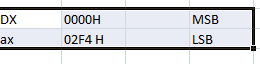 DX 0000H MSB
ax 02F4 H LSB